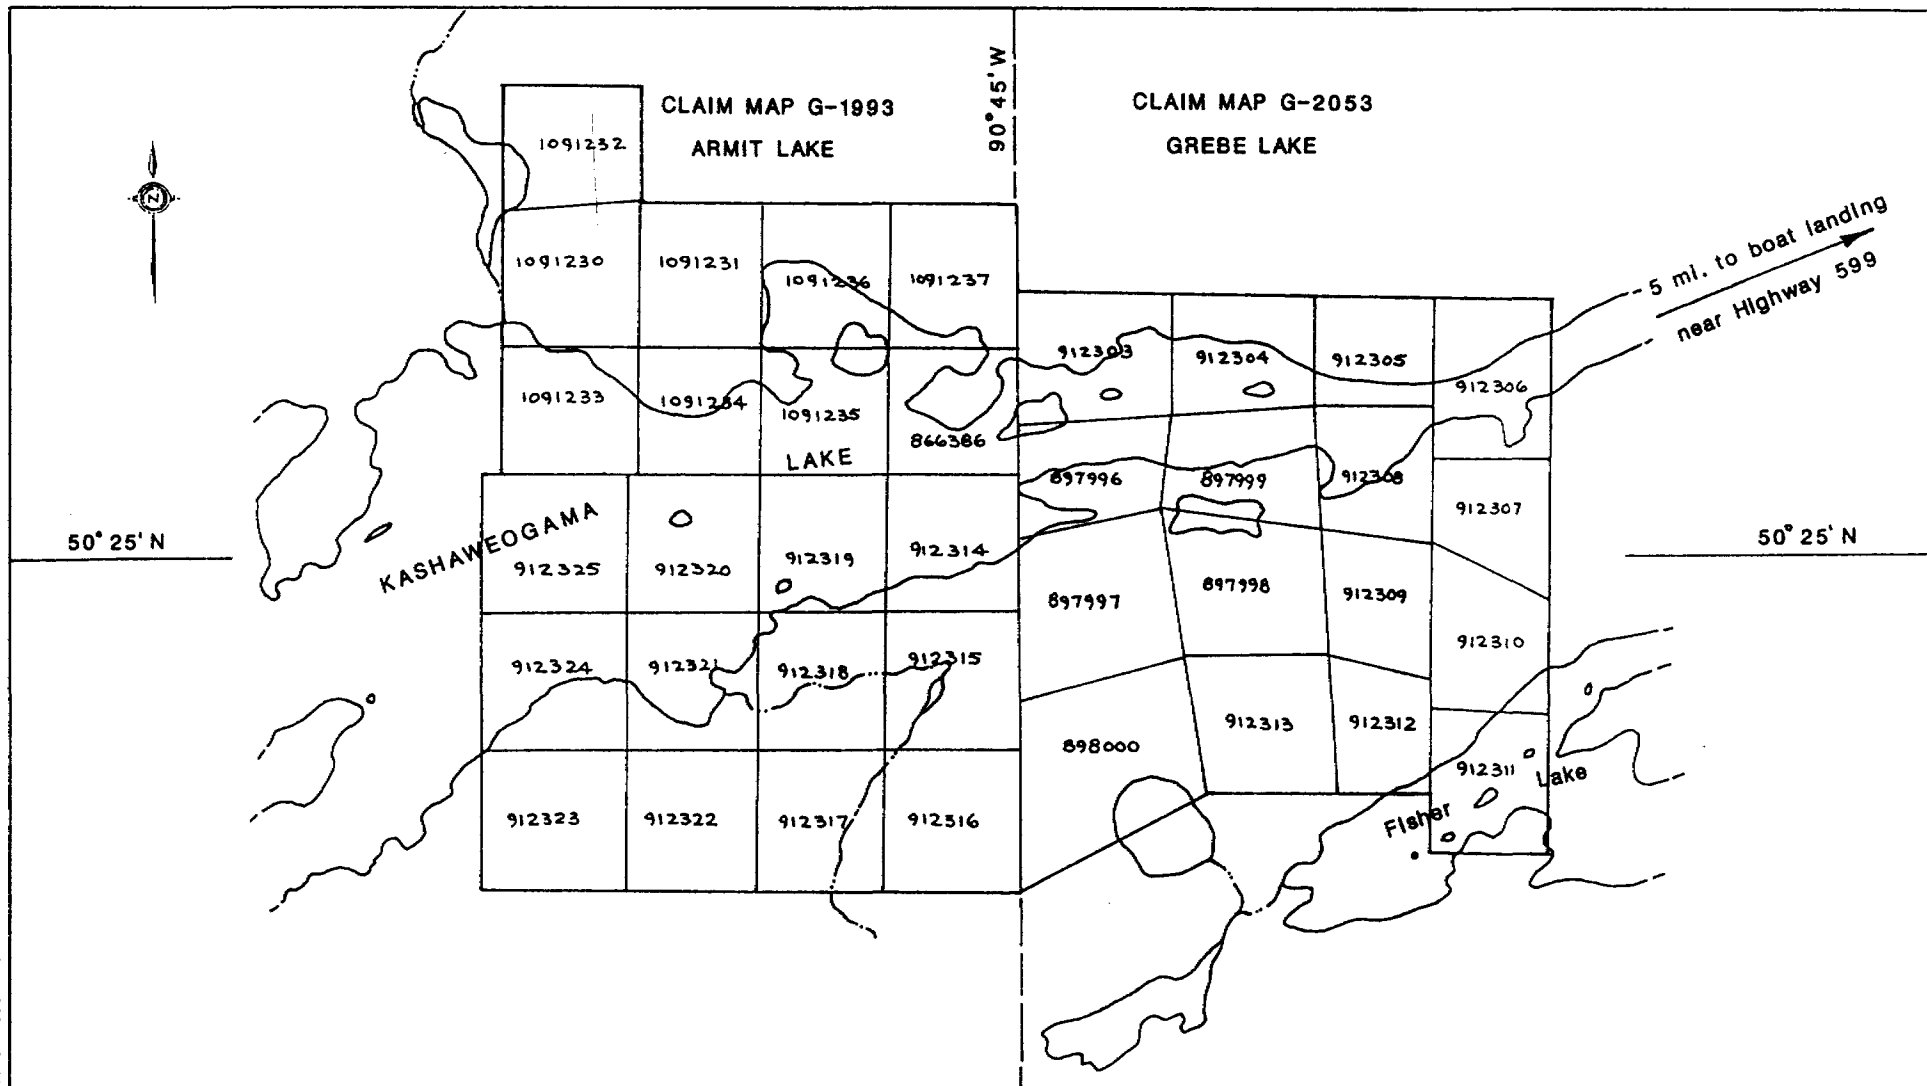 CLAIM MAP G-1993
ARMIT LAKE
90° 45' W
CLAIM MAP G-2053
GREBE LAKE
N
5 mi. to boat landing
near Highway 599
1091232
1091230
1091231
1091236
1091237
912303
912304
912305
912306
1091233
1091234
1091235
866386
LAKE
897996
897999
912308
912307
KASHAWEOGAMA
50° 25' N
50° 25' N
912325
912320
912319
912314
897997
897998
912309
912310
912324
912321
912318
912315
898000
912313
912312
912311
Fisher Lake
912323
912322
912317
912316